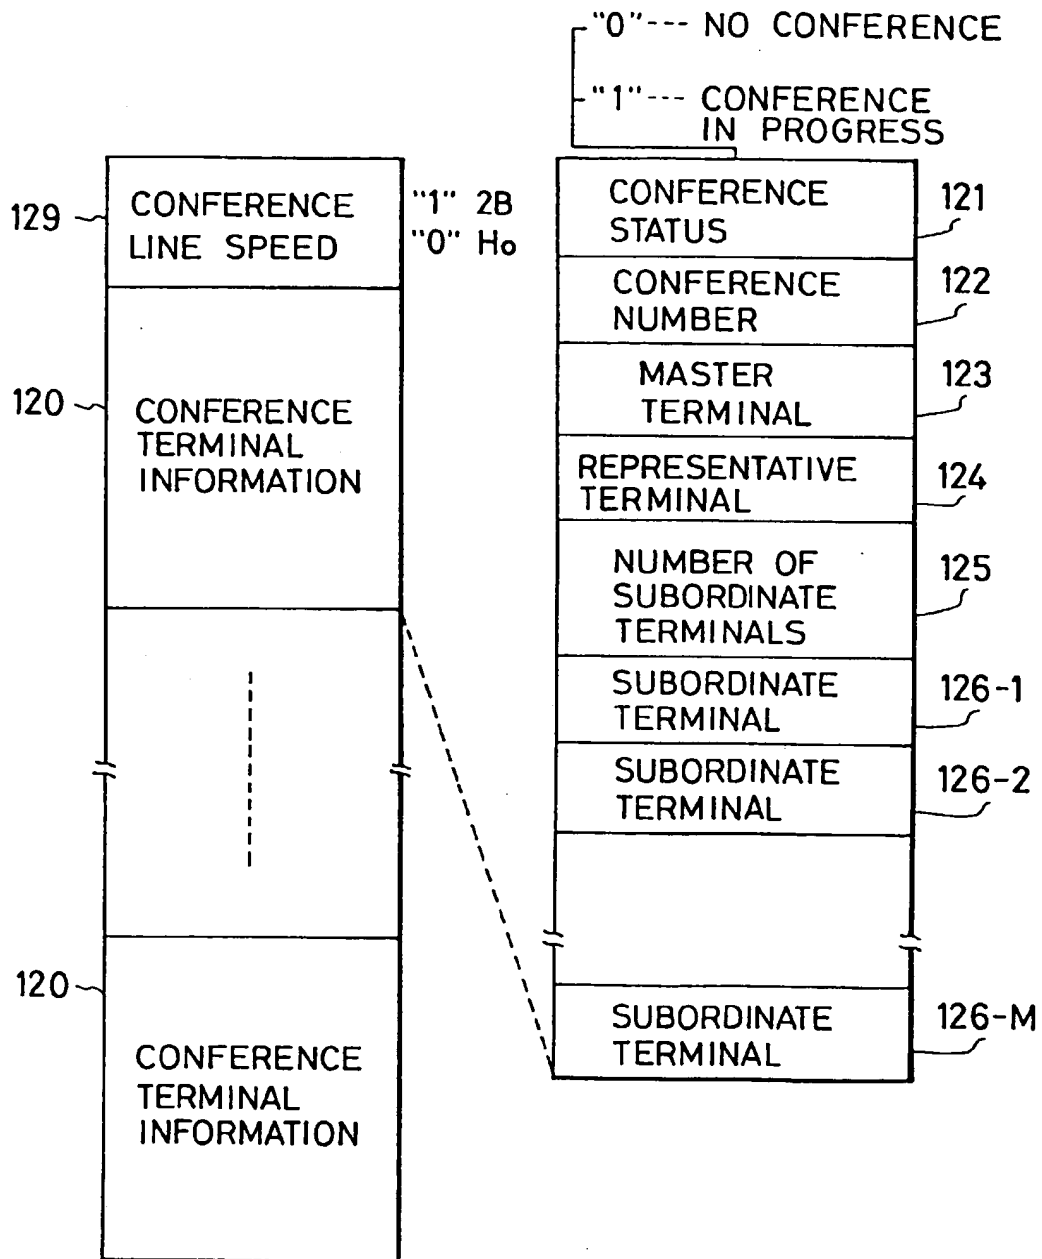 "0"--- NO CONFERENCE
"1"--- CONFERENCE
IN PROGRESS
129
CONFERENCE
LINE SPEED
"1" 2B
"0" Ho
120
CONFERENCE
TERMINAL
INFORMATION
120
CONFERENCE
TERMINAL
INFORMATION
CONFERENCE
STATUS
121
CONFERENCE
NUMBER
122
MASTER
TERMINAL
123
REPRESENTATIVE
TERMINAL
124
NUMBER OF
SUBORDINATE
TERMINALS
125
SUBORDINATE
TERMINAL
126-1
SUBORDINATE
TERMINAL
126-2
SUBORDINATE
TERMINAL
126-M